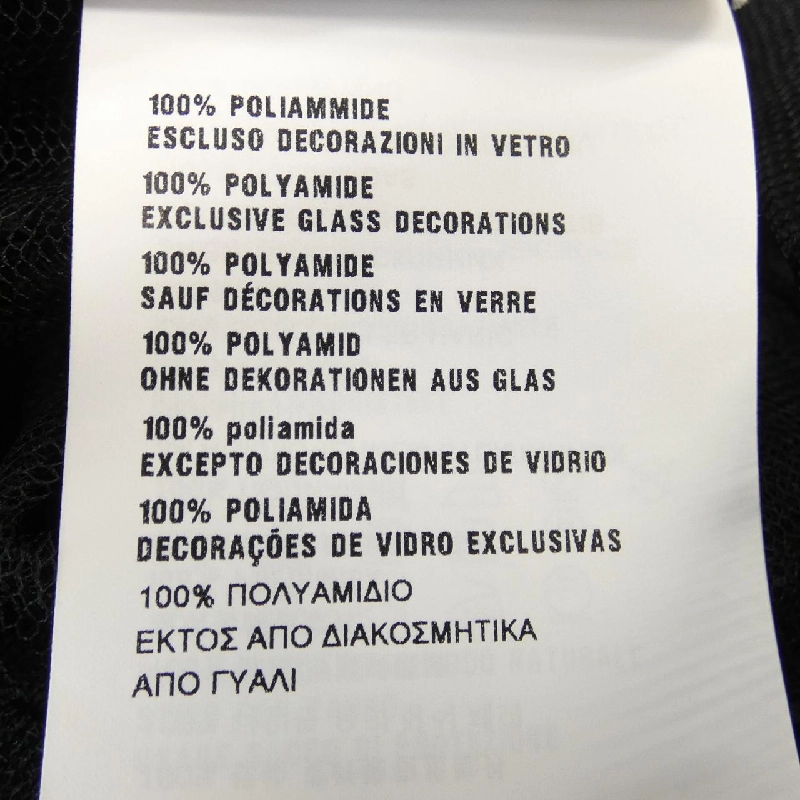 100% POLIAMMIDE
ESCLUSO DECORAZIONI IN VETRO
100% POLYAMIDE
EXCLUSIVE GLASS DECORATIONS
100% POLYAMIDE
SAUF DÉCORATIONS EN VERRE
100% POLYAMID
OHNE DEKORATIONEN AUS GLAS
100% poliamida
EXCEPTO DECORACIONES DE VIDRIO
100% POLIAMIDA
DECORAÇÕES DE VIDRO EXCLUSIVAS
100% ΠΟΛΥΑΜΙΔΙΟ
ΕΚΤΟΣ ΑΠΟ ΔΙΑΚΟΣΜΗΤΙΚΑ
ΑΠΟ ΓΥΑΛΙ